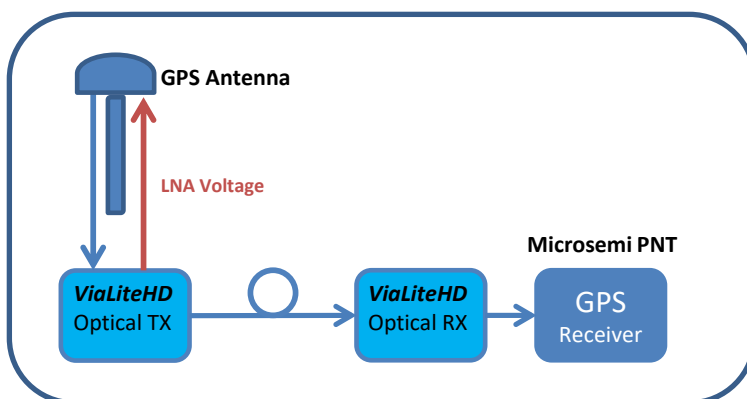 GPS Antenna
LNA Voltage
Microsemi PNT
ViaLiteHD
Optical TX
ViaLiteHD
Optical RX
GPS
Receiver